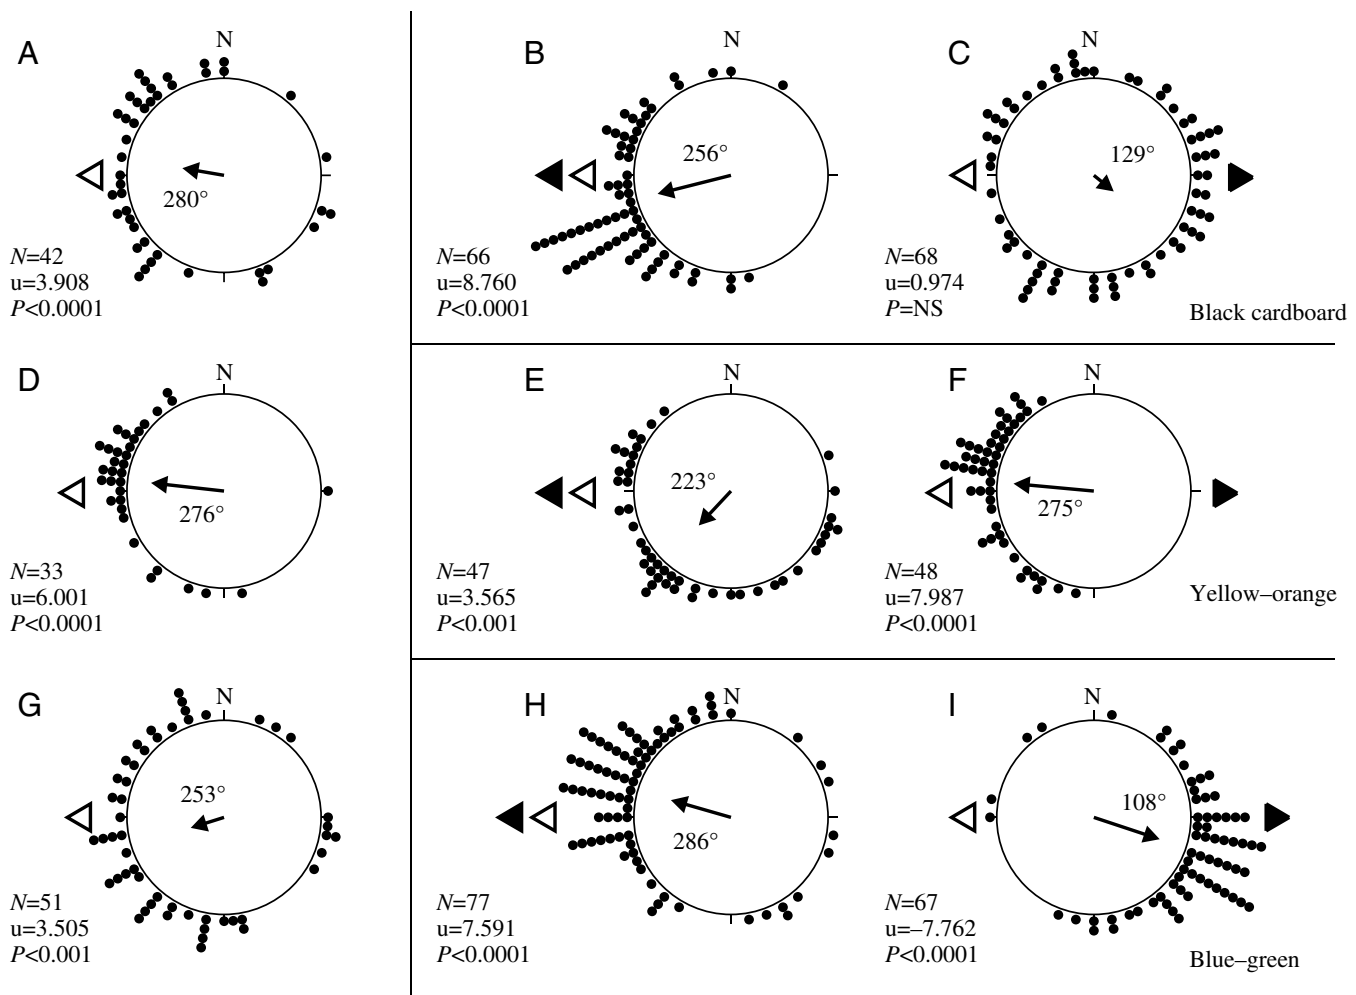 A
N
280°
N=42
u=3.908
P<0.0001
B
N
256°
N=66
u=8.760
P<0.0001
C
N
129°
N=68
u=0.974
P=NS
Black cardboard
D
N
276°
N=33
u=6.001
P<0.0001
E
N
223°
N=47
u=3.565
P<0.001
F
275°
N=48
u=7.987
P<0.0001
N
Yellow–orange
G
N
253°
N=51
u=3.505
P<0.001
H
N
286°
N=77
u=7.591
P<0.0001
I
N
108°
N=67
u=–7.762
P<0.0001
Blue–green